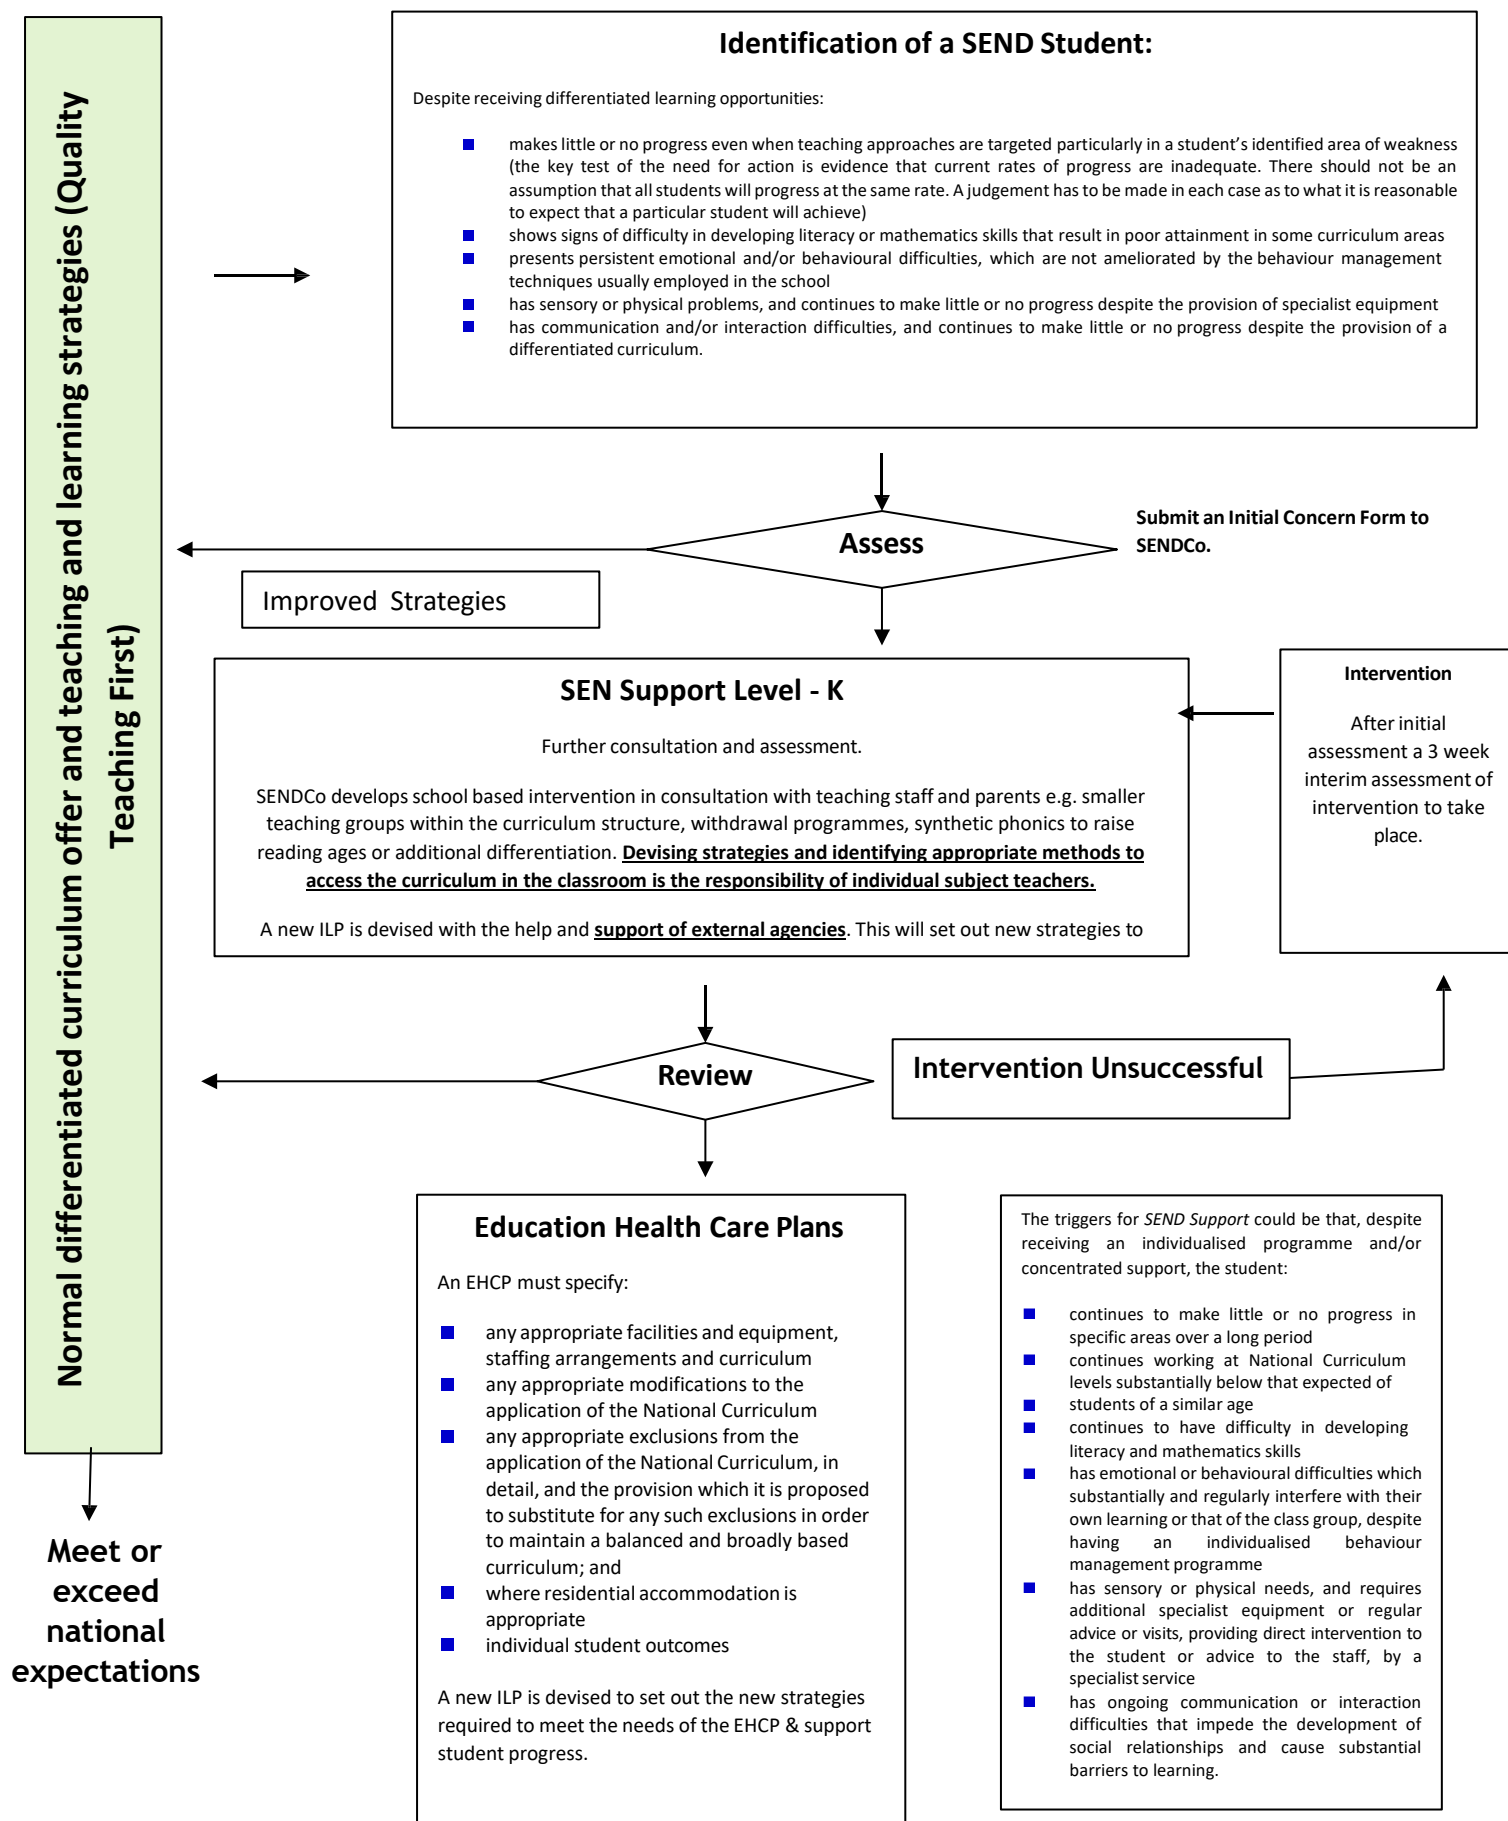 Normal differentiated curriculum offer and teaching and learning strategies (Quality
Teaching First)
Identification of a SEND Student:
Despite receiving differentiated learning opportunities:
makes little or no progress even when teaching approaches are targeted particularly in a student’s identified area of weakness
(the key test of the need for action is evidence that current rates of progress are inadequate. There should not be an
assumption that all students will progress at the same rate. A judgement has to be made in each case as to what it is reasonable
to expect that a particular student will achieve)
shows signs of difficulty in developing literacy or mathematics skills that result in poor attainment in some curriculum areas
presents persistent emotional and/or behavioural difficulties, which are not ameliorated by the behaviour management
techniques usually employed in the school
has sensory or physical problems, and continues to make little or no progress despite the provision of specialist equipment
has communication and/or interaction difficulties, and continues to make little or no progress despite the provision of a
differentiated curriculum.
Assess
Submit an Initial Concern Form to
SENDCo.
Improved Strategies
SEN Support Level - K
Further consultation and assessment.
SENDCo develops school based intervention in consultation with teaching staff and parents e.g. smaller
teaching groups within the curriculum structure, withdrawal programmes, synthetic phonics to raise
reading ages or additional differentiation. Devising strategies and identifying appropriate methods to
access the curriculum in the classroom is the responsibility of individual subject teachers.
A new ILP is devised with the help and support of external agencies. This will set out new strategies to
Intervention
After initial
assessment a 3 week
interim assessment of
intervention to take
place.
Review
Intervention Unsuccessful
Education Health Care Plans
An EHCP must specify:
any appropriate facilities and equipment,
staffing arrangements and curriculum
any appropriate modifications to the
application of the National Curriculum
any appropriate exclusions from the
application of the National Curriculum, in
detail, and the provision which it is proposed
to substitute for any such exclusions in order
to maintain a balanced and broadly based
curriculum; and
where residential accommodation is
appropriate
individual student outcomes
A new ILP is devised to set out the new strategies
required to meet the needs of the EHCP & support
student progress.
The triggers for SEND Support could be that, despite
receiving an individualised programme and/or
concentrated support, the student:
continues to make little or no progress in
specific areas over a long period
continues working at National Curriculum
levels substantially below that expected of
students of a similar age
continues to have difficulty in developing
literacy and mathematics skills
has emotional or behavioural difficulties which
substantially and regularly interfere with their
own learning or that of the class group, despite
having an individualised behaviour
management programme
has sensory or physical needs, and requires
additional specialist equipment or regular
advice or visits, providing direct intervention to
the student or advice to the staff, by a
specialist service
has ongoing communication or interaction
difficulties that impede the development of
social relationships and cause substantial
barriers to learning.
Meet or
exceed
national
expectations